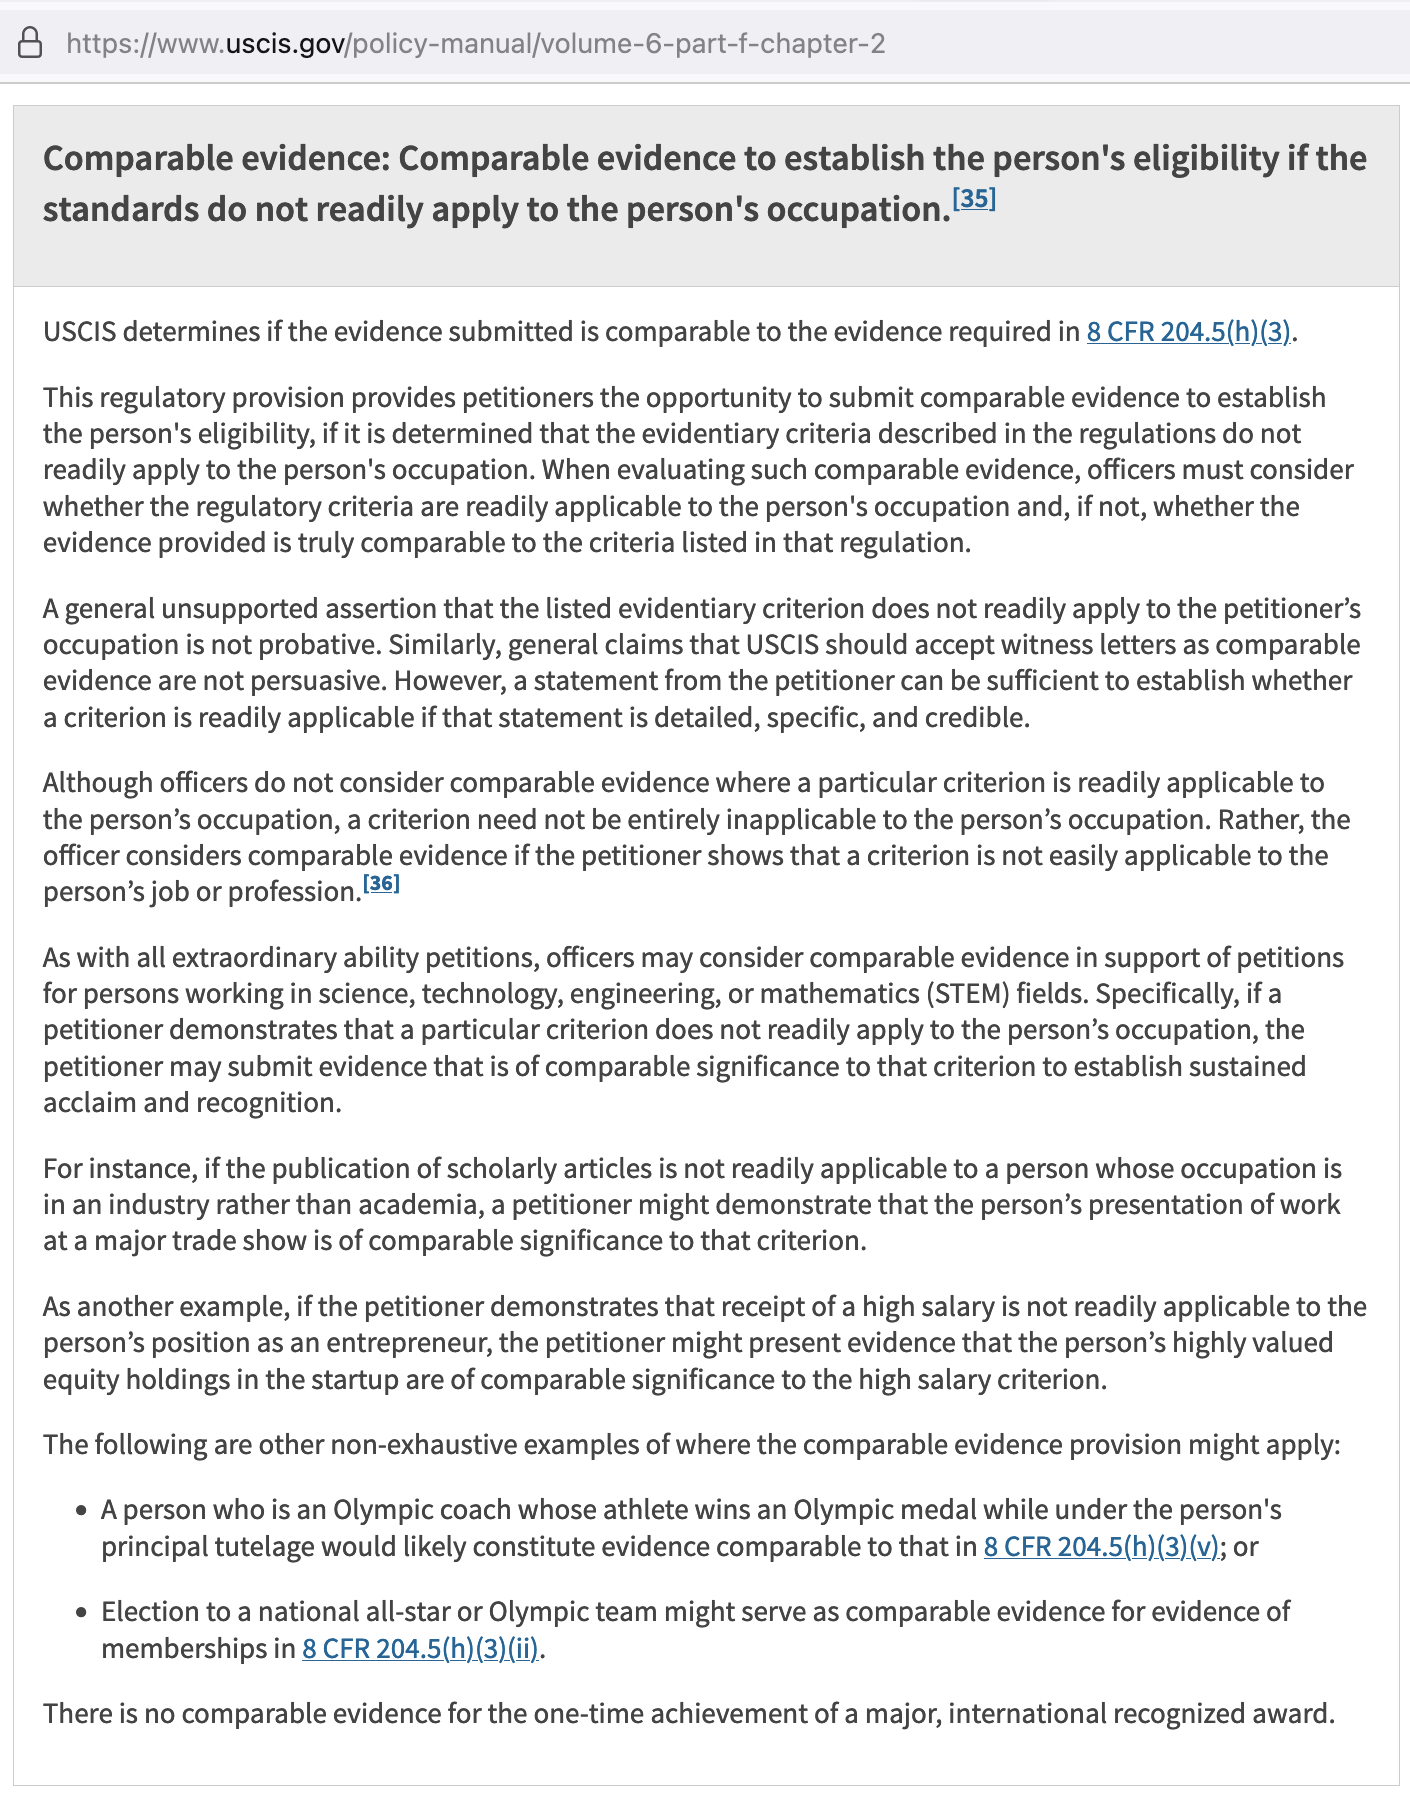 https://www.uscis.gov/policy-manual/volume-6-part-f-chapter-2
Comparable evidence: Comparable evidence to establish the person's eligibility if the
standards do not readily apply to the person's occupation.[35]
USCIS determines if the evidence submitted is comparable to the evidence required in 8 CFR 204.5(h)(3).
This regulatory provision provides petitioners the opportunity to submit comparable evidence to establish
the person's eligibility, if it is determined that the evidentiary criteria described in the regulations do not
readily apply to the person's occupation. When evaluating such comparable evidence, officers must consider
whether the regulatory criteria are readily applicable to the person's occupation and, if not, whether the
evidence provided is truly comparable to the criteria listed in that regulation.
A general unsupported assertion that the listed evidentiary criterion does not readily apply to the petitioner’s
occupation is not probative. Similarly, general claims that USCIS should accept witness letters as comparable
evidence are not persuasive. However, a statement from the petitioner can be sufficient to establish whether
a criterion is readily applicable if that statement is detailed, specific, and credible.
Although officers do not consider comparable evidence where a particular criterion is readily applicable to
the person’s occupation, a criterion need not be entirely inapplicable to the person’s occupation. Rather, the
officer considers comparable evidence if the petitioner shows that a criterion is not easily applicable to the
person’s job or profession.[36]
As with all extraordinary ability petitions, officers may consider comparable evidence in support of petitions
for persons working in science, technology, engineering, or mathematics (STEM) fields. Specifically, if a
petitioner demonstrates that a particular criterion does not readily apply to the person’s occupation, the
petitioner may submit evidence that is of comparable significance to that criterion to establish sustained
acclaim and recognition.
For instance, if the publication of scholarly articles is not readily applicable to a person whose occupation is
in an industry rather than academia, a petitioner might demonstrate that the person’s presentation of work
at a major trade show is of comparable significance to that criterion.
As another example, if the petitioner demonstrates that receipt of a high salary is not readily applicable to the
person’s position as an entrepreneur, the petitioner might present evidence that the person’s highly valued
equity holdings in the startup are of comparable significance to the high salary criterion.
The following are other non-exhaustive examples of where the comparable evidence provision might apply:
• A person who is an Olympic coach whose athlete wins an Olympic medal while under the person's
principal tutelage would likely constitute evidence comparable to that in 8 CFR 204.5(h)(3)(v); or
• Election to a national all-star or Olympic team might serve as comparable evidence for evidence of
memberships in 8 CFR 204.5(h)(3)(ii).
There is no comparable evidence for the one-time achievement of a major, international recognized award.